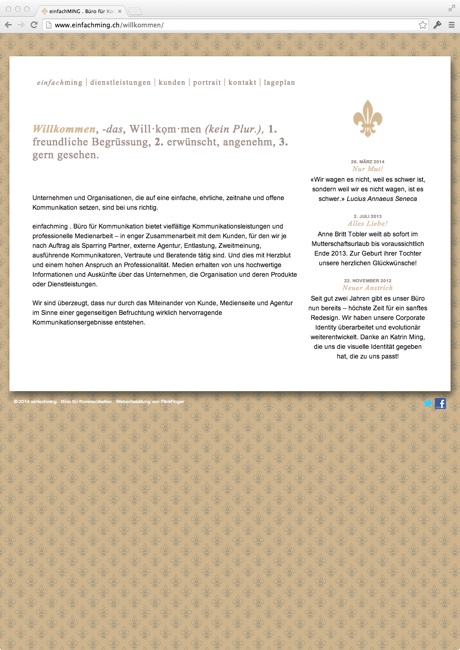 einfachMING . Büro für Ko
www.einfachming.ch/willkommen/
einfachming | dienstleistungen | kunden | portrait | kontakt | lageplan
Willkommen, -das, Will·kọm·men (kein Plur.), 1.
freundliche Begrüssung, 2. erwünscht, angenehm, 3.
gern gesehen.
Unternehmen und Organisationen, die auf eine einfache, ehrliche, zeitnahe und offene
Kommunikation setzen, sind bei uns richtig.
einfachming . Büro für Kommunikation bietet vielfältige Kommunikationsleistungen und
professionelle Medienarbeit – in enger Zusammenarbeit mit dem Kunden, für den wir je
nach Auftrag als Sparring Partner, externe Agentur, Entlastung, Zweitmeinung,
ausführende Kommunikatoren, Vertraute und Beratende tätig sind. Und dies mit Herzblut
und einem hohen Anspruch an Professionalität. Medien erhalten von uns hochwertige
Informationen und Auskünfte über das Unternehmen, die Organisation und deren Produkte
oder Dienstleistungen.
Wir sind überzeugt, dass nur durch das Miteinander von Kunde, Medienseite und Agentur
im Sinne einer gegenseitigen Befruchtung wirklich hervorragende
Kommunikationsergebnisse entstehen.
28. MÄRZ 2014
Nur Mut!
«Wir wagen es nicht, weil es schwer ist,
sondern weil wir es nicht wagen, ist es
schwer.» Lucius Annaeus Seneca
2. JULI 2013
Alles Liebe!
Anne Britt Tobler weilt ab sofort im
Mutterschaftsurlaub bis voraussichtlich
Ende 2013. Zur Geburt ihrer Tochter
unsere herzlichen Glückwünsche!
22. NOVEMBER 2012
Neuer Anstrich
Seit gut zwei Jahren gibt es unser Büro
nun bereits – höchste Zeit für ein sanftes
Redesign. Wir haben unsere Corporate
Identity überarbeitet und evolutionär
weiterentwickelt. Danke an Katrin Ming,
die uns die visuelle Identität gegeben
hat, die zu uns passt!
©2014 einfachming . Büro für Kommunikation . Webentwicklung von PinkFinger